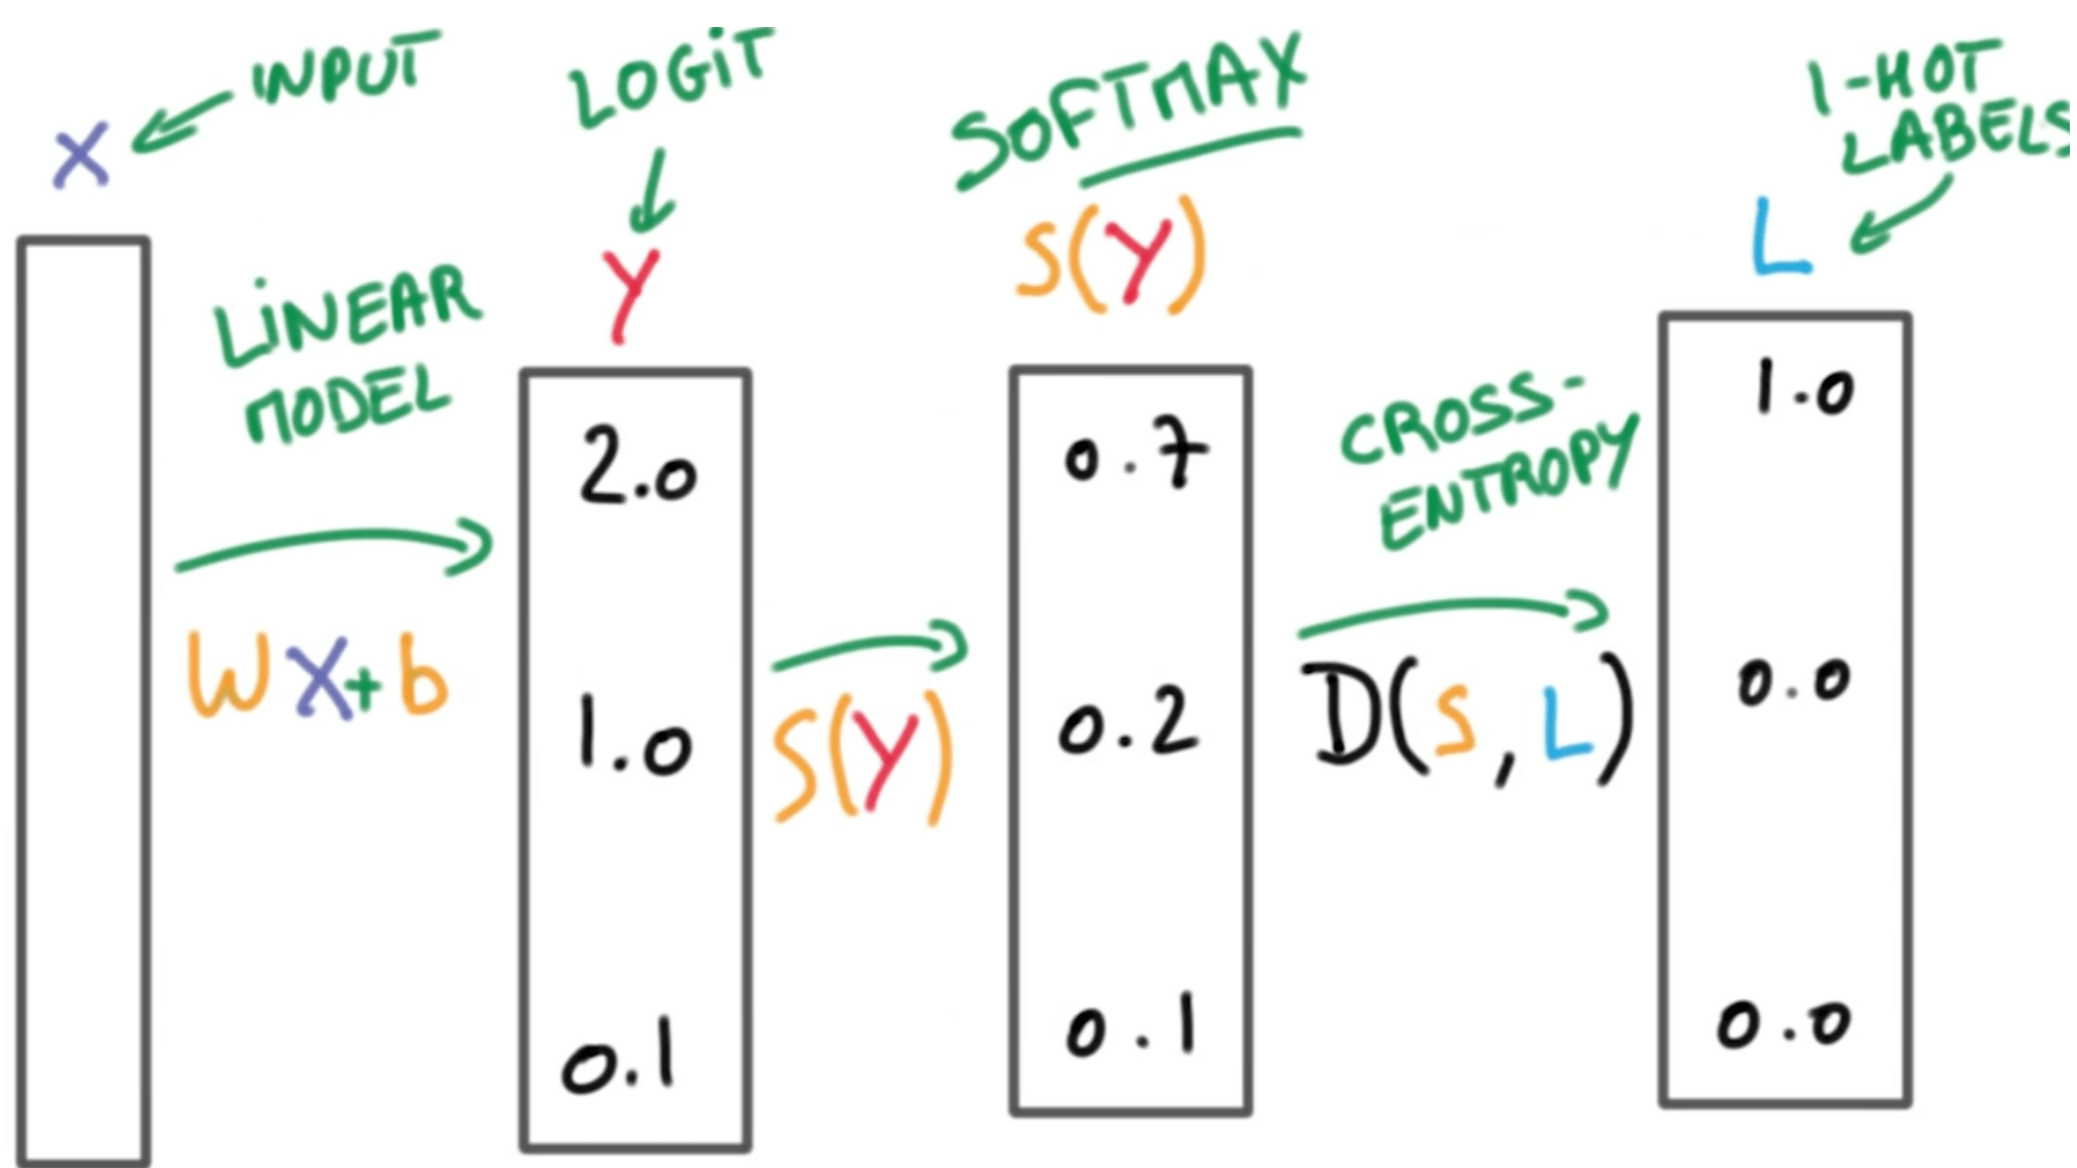 INPUT
X
LINEAR
MODEL
WX+b
LOGiT
Y
2.0
1.0
0.1
S(Y)
SOFTMAX
S(Y)
0.7
0.2
0.1
CROSS-
ENTROPY
D(S,L)
1-HOT
LABELS
L
1.0
0.0
0.0